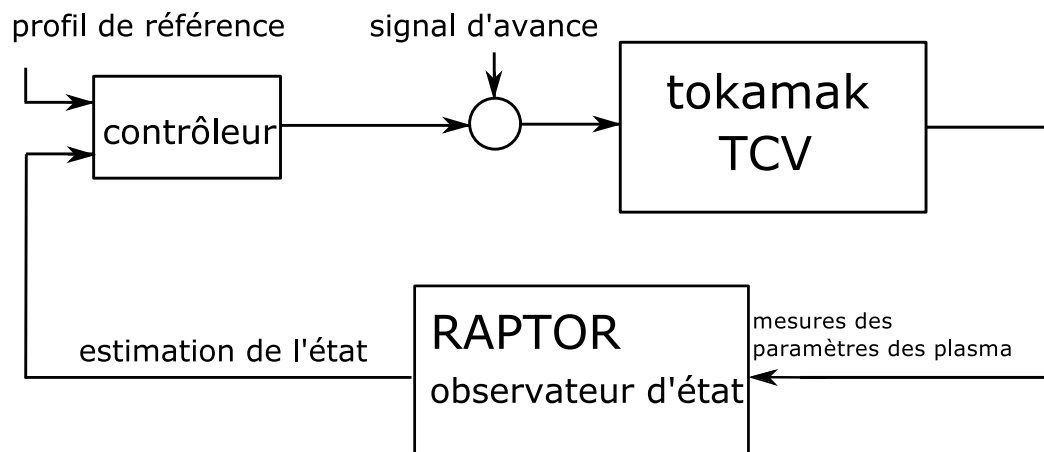 profil de référence
signal d'avance
contrôleur
tokamak
TCV
RAPTOR
observateur d'état
mesures des
paramètres des plasma
estimation de l'état